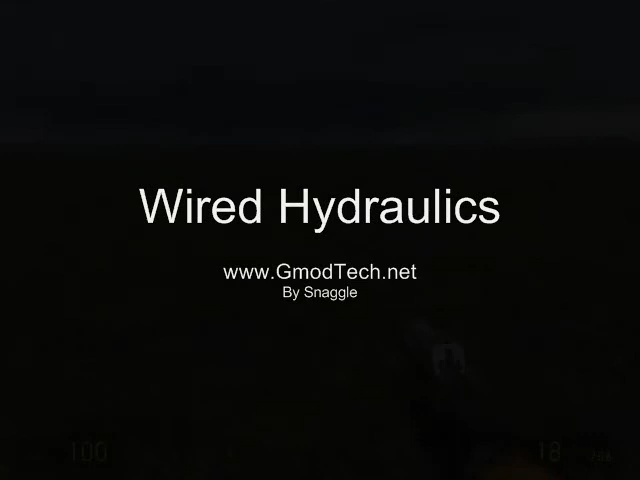 Wired Hydraulics
www.GmodTech.net
By Snaggle
100
18